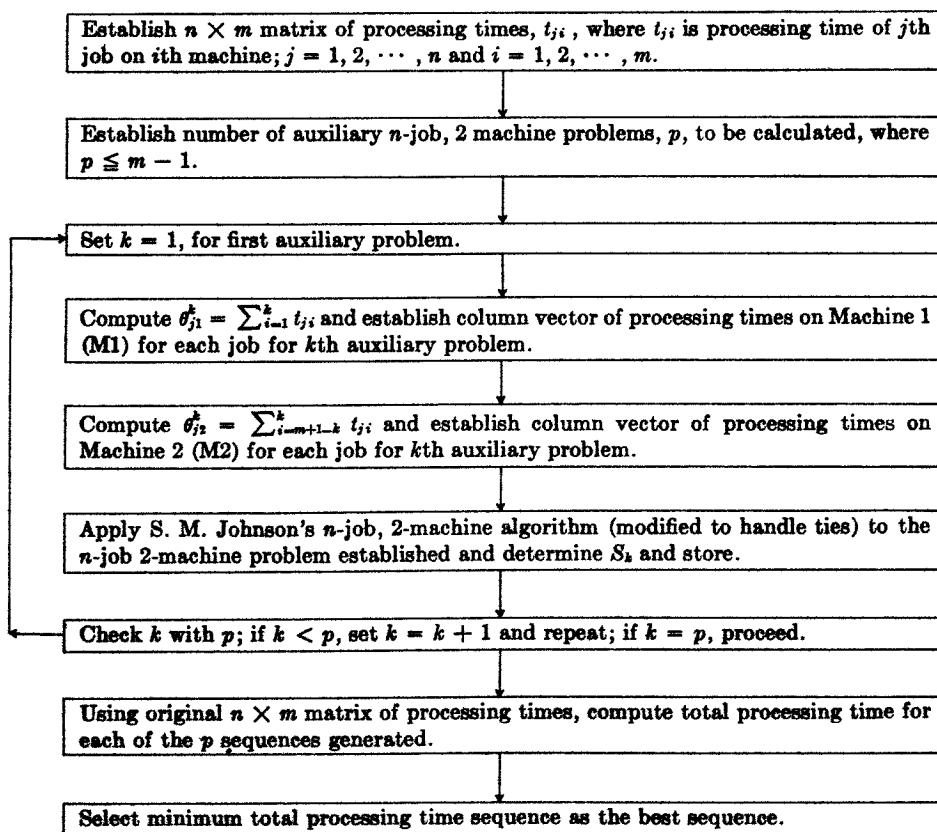 Establish n × m matrix of processing times, t_{ji} , where t_{ji} is processing time of jth
job on ith machine; j = 1, 2, ··· , n and i = 1, 2, ··· , m.
Establish number of auxiliary n-job, 2 machine problems, p, to be calculated, where
p ≦ m − 1.
Set k = 1, for first auxiliary problem.
Compute θ^k_{j1} = ∑^k_{i=1} t_{ji} and establish column vector of processing times on Machine 1
(M1) for each job for kth auxiliary problem.
Compute θ^k_{j2} = ∑^k_{i=m+1−k} t_{ji} and establish column vector of processing times on
Machine 2 (M2) for each job for kth auxiliary problem.
Apply S. M. Johnson's n-job, 2-machine algorithm (modified to handle ties) to the
n-job 2-machine problem established and determine S_k and store.
Check k with p; if k < p, set k = k + 1 and repeat; if k = p, proceed.
Using original n × m matrix of processing times, compute total processing time for
each of the p sequences generated.
Select minimum total processing time sequence as the best sequence.